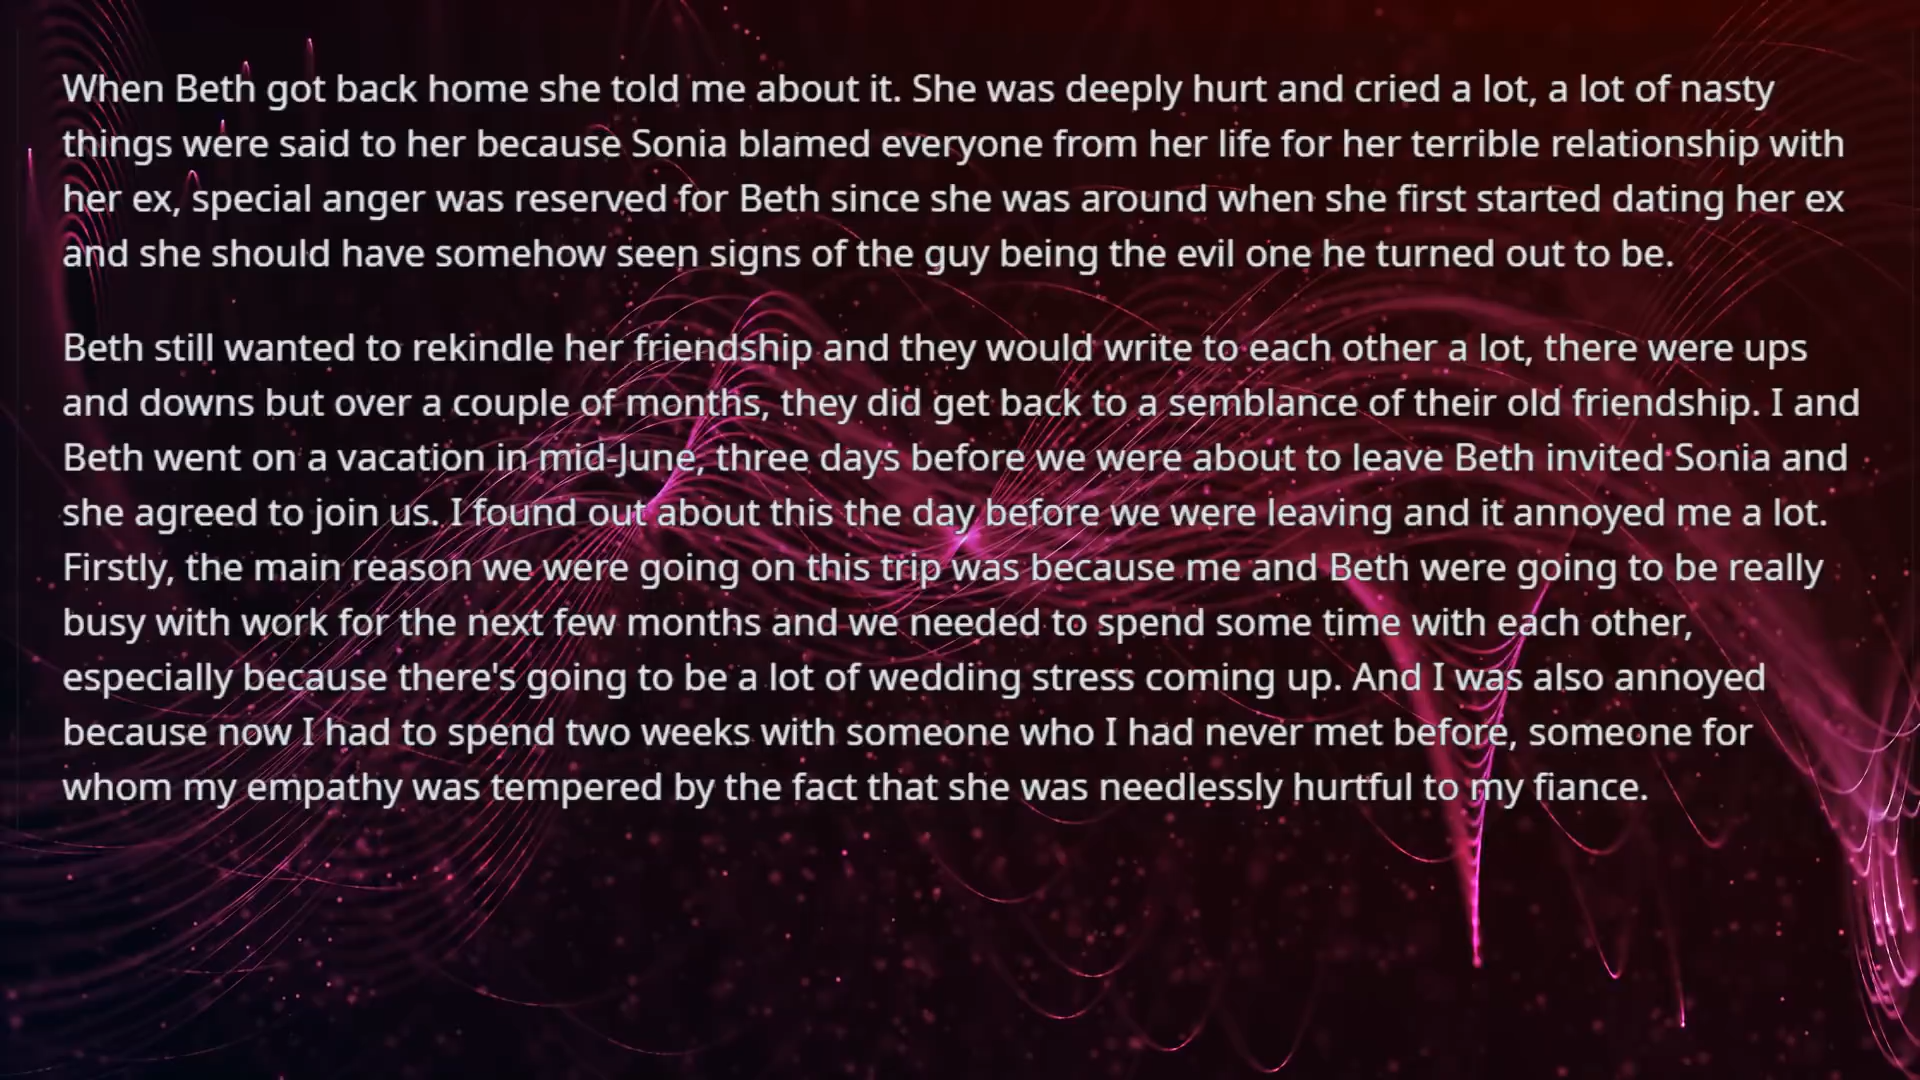 When Beth got back home she told me about it. She was deeply hurt and cried a lot, a lot of nasty
things were said to her because Sonia blamed everyone from her life for her terrible relationship with
her ex, special anger was reserved for Beth since she was around when she first started dating her ex
and she should have somehow seen signs of the guy being the evil one he turned out to be.
Beth still wanted to rekindle her friendship and they would write to each other a lot, there were ups
and downs but over a couple of months, they did get back to a semblance of their old friendship. I and
Beth went on a vacation in mid-June, three days before we were about to leave Beth invited Sonia and
she agreed to join us. I found out about this the day before we were leaving and it annoyed me a lot.
Firstly, the main reason we were going on this trip was because me and Beth were going to be really
busy with work for the next few months and we needed to spend some time with each other,
especially because there's going to be a lot of wedding stress coming up. And I was also annoyed
because now I had to spend two weeks with someone who I had never met before, someone for
whom my empathy was tempered by the fact that she was needlessly hurtful to my fiance.